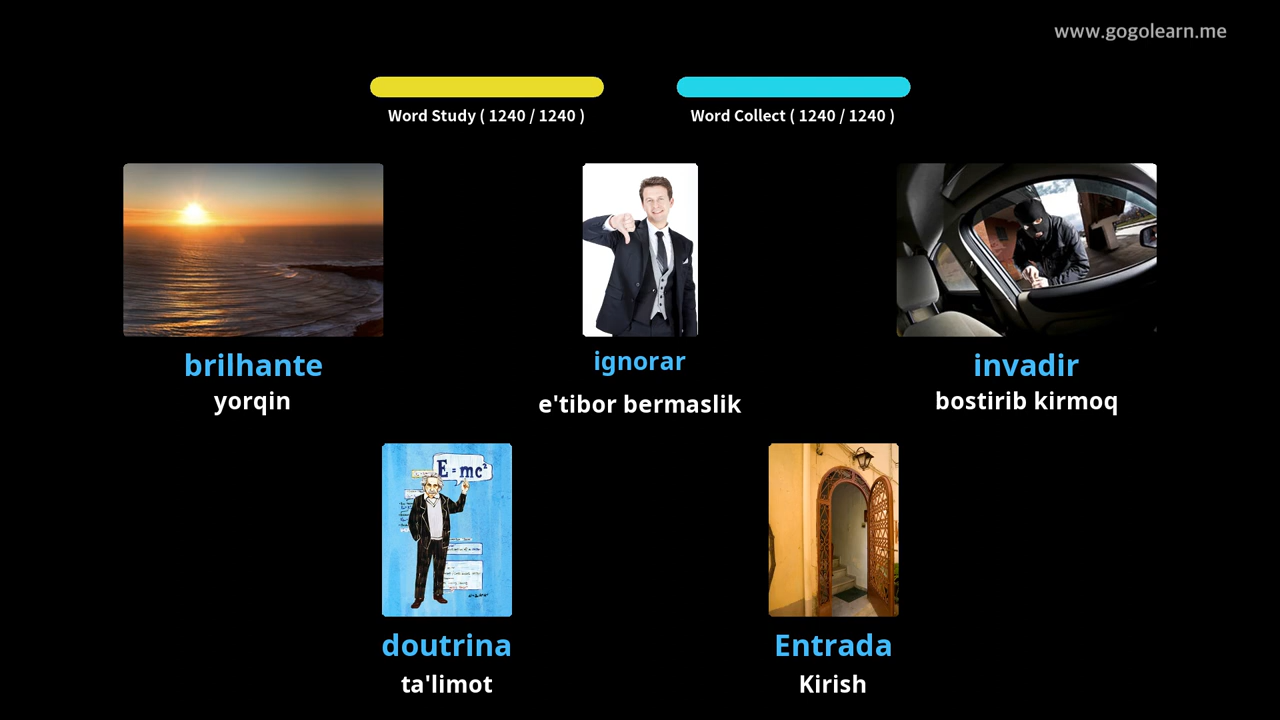 www.gogolearn.me
Word Study ( 1240 / 1240 )
Word Collect ( 1240 / 1240 )
brilhante
yorqin
ignorar
e'tibor bermaslik
invadir
bostirib kirmoq
E=mc²
doutrina
ta'limot
Entrada
Kirish